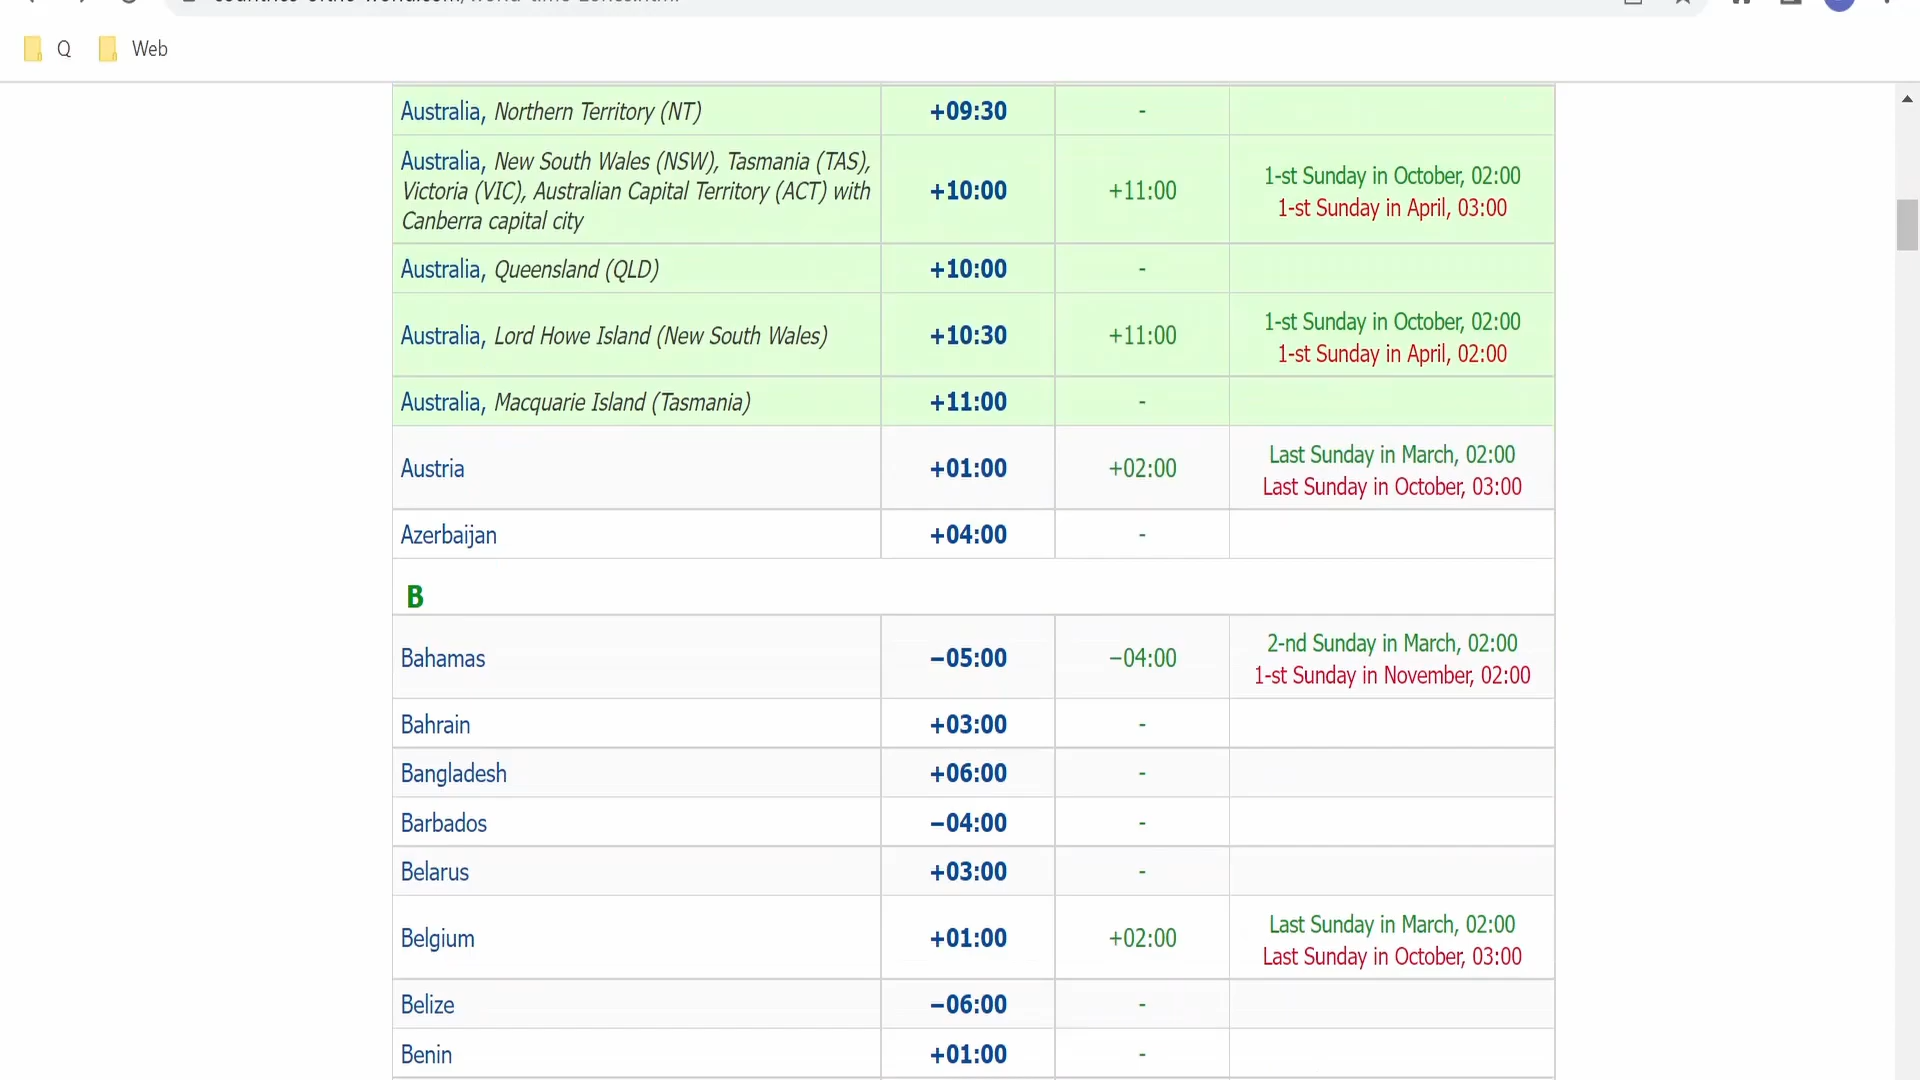 Q Web
Australia, Northern Territory (NT) +09:30 -
Australia, New South Wales (NSW), Tasmania (TAS),
Victoria (VIC), Australian Capital Territory (ACT) with
Canberra capital city
+10:00 +11:00
1-st Sunday in October, 02:00
1-st Sunday in April, 03:00
Australia, Queensland (QLD) +10:00 -
Australia, Lord Howe Island (New South Wales) +10:30 +11:00
1-st Sunday in October, 02:00
1-st Sunday in April, 02:00
Australia, Macquarie Island (Tasmania) +11:00 -
Austria +01:00 +02:00
Last Sunday in March, 02:00
Last Sunday in October, 03:00
Azerbaijan +04:00 -
B
Bahamas −05:00 −04:00
2-nd Sunday in March, 02:00
1-st Sunday in November, 02:00
Bahrain +03:00 -
Bangladesh +06:00 -
Barbados −04:00 -
Belarus +03:00 -
Belgium +01:00 +02:00
Last Sunday in March, 02:00
Last Sunday in October, 03:00
Belize −06:00 -
Benin +01:00 -